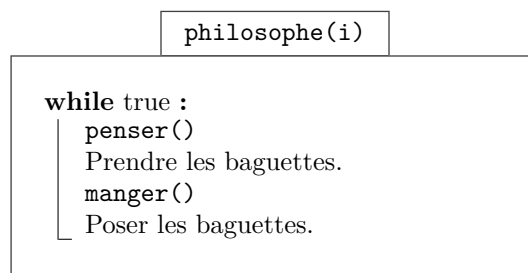 philosophe(i)
while true :
penser()
Prendre les baguettes.
manger()
Poser les baguettes.